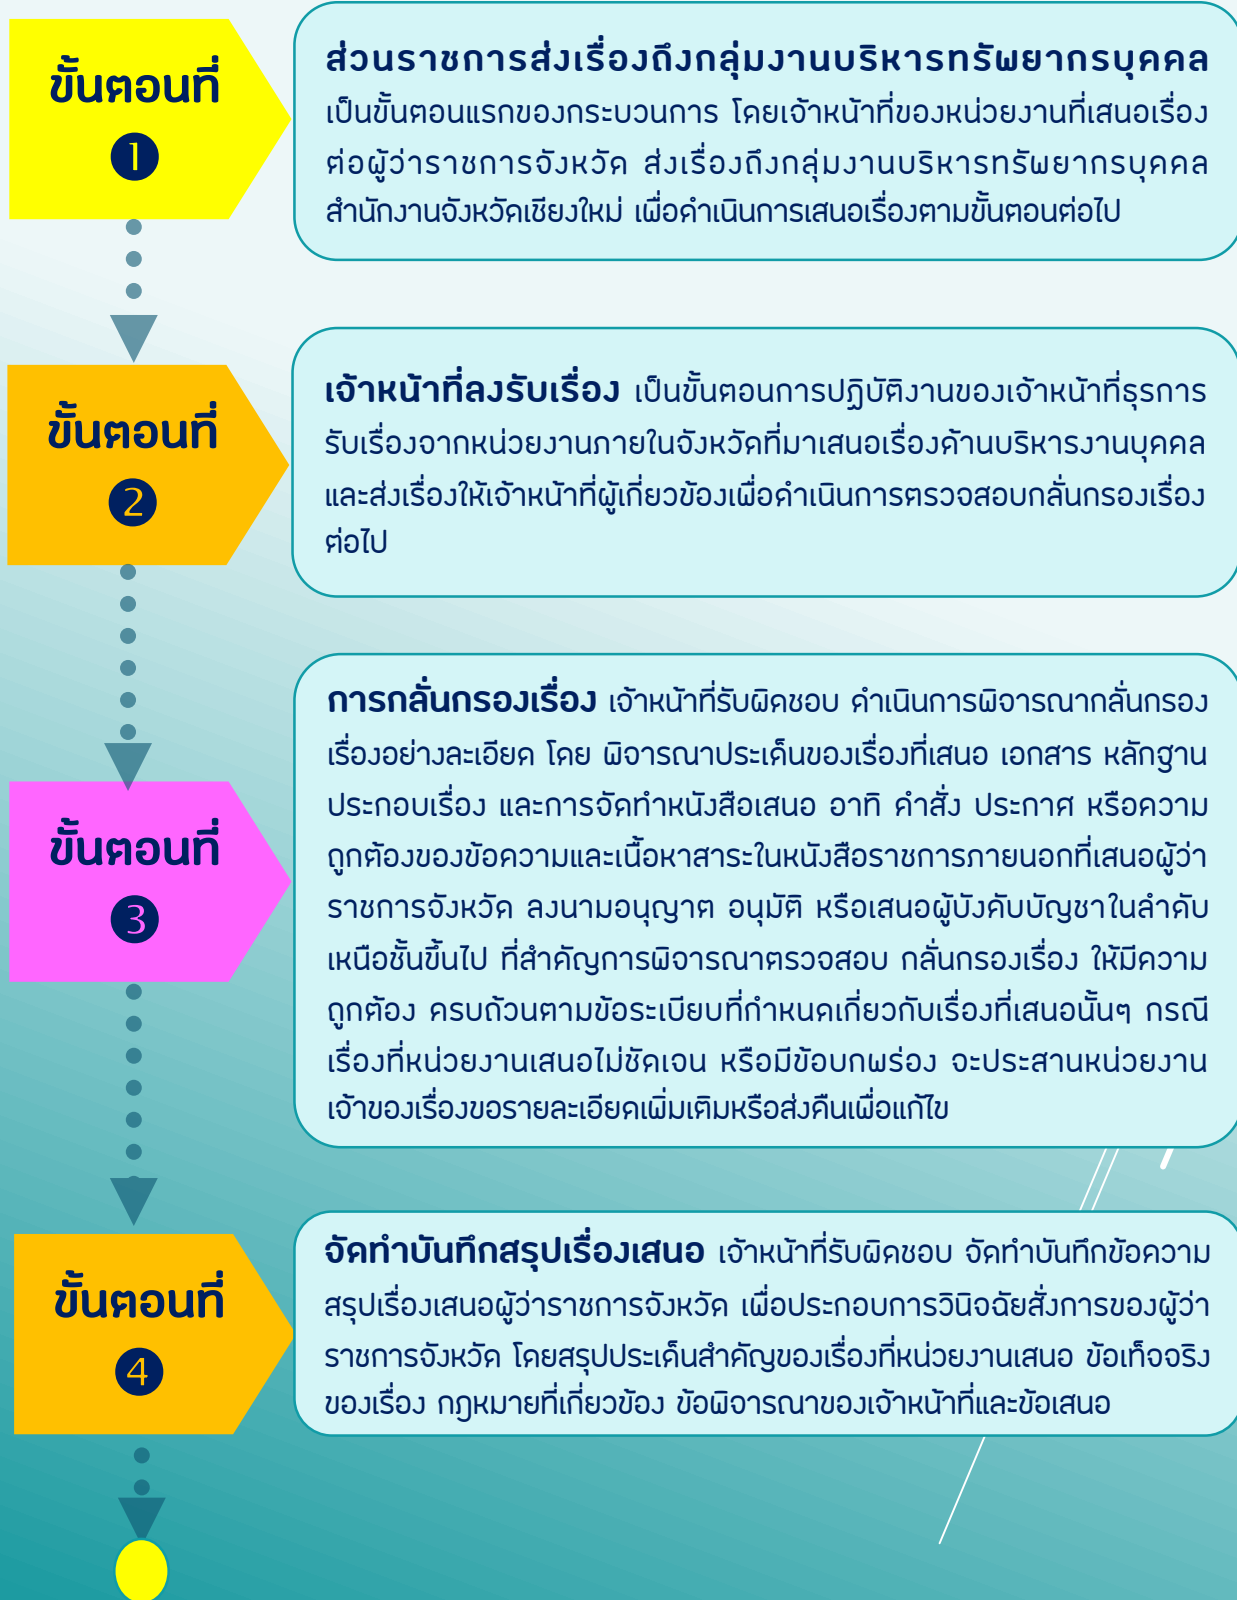 ขั้นตอนที่
1
ส่วนราชการส่งเรื่องถึงกลุ่มงานบริหารทรัพยากรบุคคล
เป็นขั้นตอนแรกของกระบวนการ โดยเจ้าหน้าที่ของหน่วยงานที่เสนอเรื่อง
ต่อผู้ว่าราชการจังหวัด ส่งเรื่องถึงกลุ่มงานบริหารทรัพยากรบุคคล
สำนักงานจังหวัดเชียงใหม่ เพื่อดำเนินการเสนอเรื่องตามขั้นตอนต่อไป
ขั้นตอนที่
2
เจ้าหน้าที่ลงรับเรื่อง เป็นขั้นตอนการปฏิบัติงานของเจ้าหน้าที่ธุรการ
รับเรื่องจากหน่วยงานภายในจังหวัดที่มาเสนอเรื่องด้านบริหารงานบุคคล
และส่งเรื่องให้เจ้าหน้าที่ผู้เกี่ยวข้องเพื่อดำเนินการตรวจสอบกลั่นกรองเรื่อง
ต่อไป
ขั้นตอนที่
3
การกลั่นกรองเรื่อง เจ้าหน้าที่รับผิดชอบ ดำเนินการพิจารณากลั่นกรอง
เรื่องอย่างละเอียด โดย พิจารณาประเด็นของเรื่องที่เสนอ เอกสาร หลักฐาน
ประกอบเรื่อง และการจัดทำหนังสือเสนอ อาทิ คำสั่ง ประกาศ หรือความ
ถูกต้องของข้อความและเนื้อหาสาระในหนังสือราชการภายนอกที่เสนอผู้ว่า
ราชการจังหวัด ลงนามอนุญาต อนุมัติ หรือเสนอผู้บังคับบัญชาในลำดับ
เหนือชั้นขึ้นไป ที่สำคัญการพิจารณาตรวจสอบ กลั่นกรองเรื่อง ให้มีความ
ถูกต้อง ครบถ้วนตามข้อระเบียบที่กำหนดเกี่ยวกับเรื่องที่เสนอนั้นๆ กรณี
เรื่องที่หน่วยงานเสนอไม่ชัดเจน หรือมีข้อบกพร่อง จะประสานหน่วยงาน
เจ้าของเรื่องขอรายละเอียดเพิ่มเติมหรือส่งคืนเพื่อแก้ไข
ขั้นตอนที่
4
จัดทำบันทึกสรุปเรื่องเสนอ เจ้าหน้าที่รับผิดชอบ จัดทำบันทึกข้อความ
สรุปเรื่องเสนอผู้ว่าราชการจังหวัด เพื่อประกอบการวินิจฉัยสั่งการของผู้ว่า
ราชการจังหวัด โดยสรุปประเด็นสำคัญของเรื่องที่หน่วยงานเสนอ ข้อเท็จจริง
ของเรื่อง กฎหมายที่เกี่ยวข้อง ข้อพิจารณาของเจ้าหน้าที่และข้อเสนอ